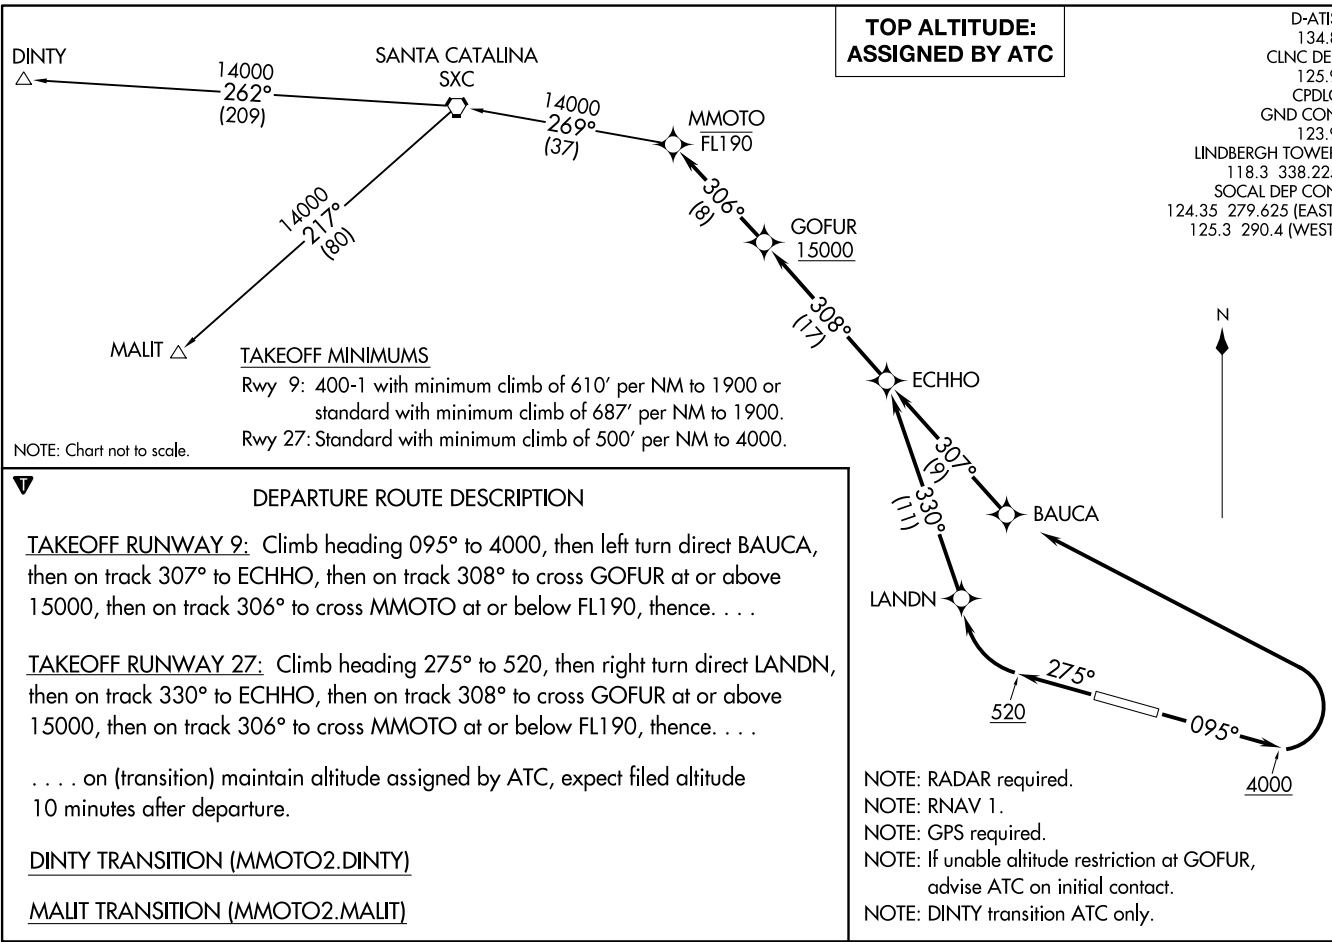 TOP ALTITUDE:
ASSIGNED BY ATC
134.8
CLNC DE
125.9
GND CON
123.9
LINDBERGH TOWER
118.3 338.225
SOCAL DEP CON
124.35 279.625 (EAST
125.3 290.4 (WEST
DINTY
14000
262°
(209)
SANTA CATALINA
SXC
14000
269°
(37)
MMOTO
FL190
306°
(8)
GOFUR
15000
14000
217°
(80)
308°
(17)
N
MALIT
ECHHO
TAKEOFF MINIMUMS
Rwy 9: 400-1 with minimum climb of 610' per NM to 1900 or
standard with minimum climb of 687' per NM to 1900.
Rwy 27: Standard with minimum climb of 500' per NM to 4000.
NOTE: Chart not to scale.
307°
(9)
330°
(11)
BAUCA
LANDN
275°
520
095°
4000
T
DEPARTURE ROUTE DESCRIPTION
TAKEOFF RUNWAY 9: Climb heading 095° to 4000, then left turn direct BAUCA,
then on track 307° to ECHHO, then on track 308° to cross GOFUR at or above
15000, then on track 306° to cross MMOTO at or below FL190, thence. . . .
TAKEOFF RUNWAY 27: Climb heading 275° to 520, then right turn direct LANDN,
then on track 330° to ECHHO, then on track 308° to cross GOFUR at or above
15000, then on track 306° to cross MMOTO at or below FL190, thence. . . .
. . . . on (transition) maintain altitude assigned by ATC, expect filed altitude
10 minutes after departure.
DINTY TRANSITION (MMOTO2.DINTY)
MALIT TRANSITION (MMOTO2.MALIT)
NOTE: RADAR required.
NOTE: RNAV 1.
NOTE: GPS required.
NOTE: If unable altitude restriction at GOFUR,
advise ATC on initial contact.
NOTE: DINTY transition ATC only.